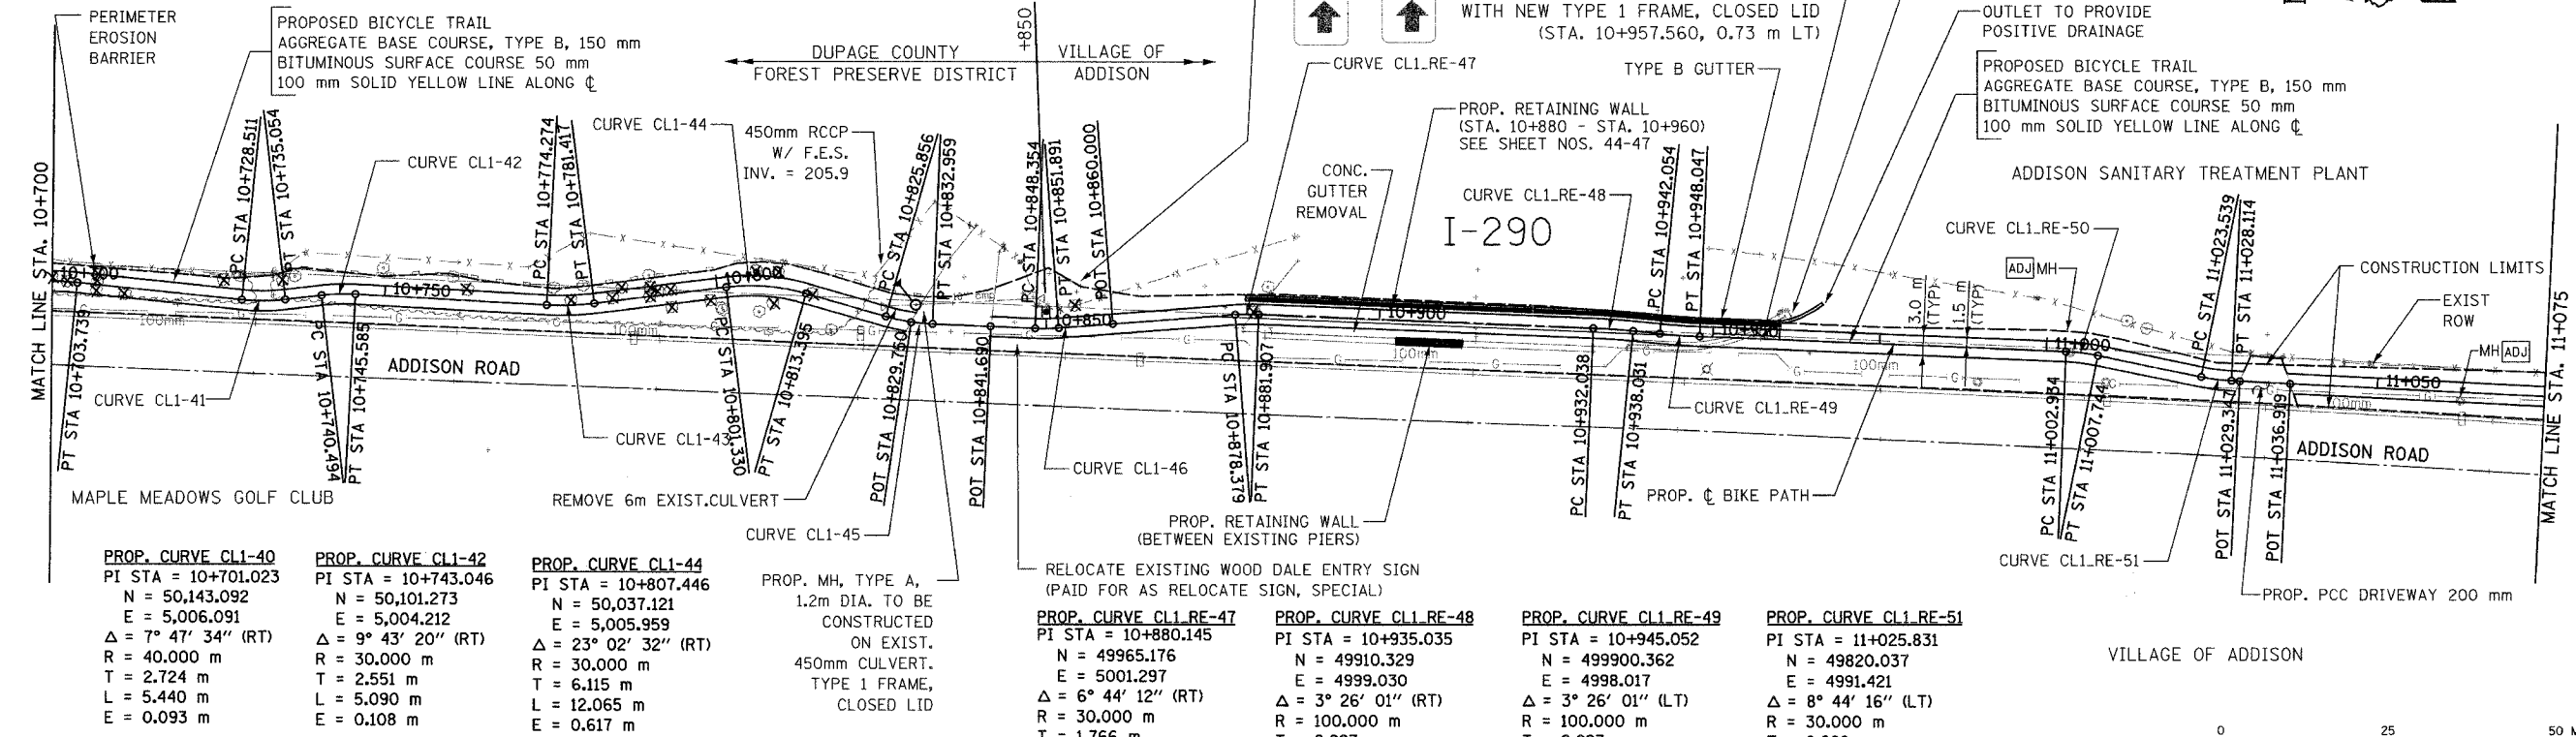 PERIMETER
EROSION
BARRIER
PROPOSED BICYCLE TRAIL
AGGREGATE BASE COURSE, TYPE B, 150 mm
BITUMINOUS SURFACE COURSE 50 mm
100 mm SOLID YELLOW LINE ALONG ℄
DUPAGE COUNTY
FOREST PRESERVE DISTRICT
+850
VILLAGE OF
ADDISON
WITH NEW TYPE 1 FRAME, CLOSED LID
(STA. 10+957.560, 0.73 m LT)
OUTLET TO PROVIDE
POSITIVE DRAINAGE
CURVE CL1_RE-47
TYPE B GUTTER
PROPOSED BICYCLE TRAIL
AGGREGATE BASE COURSE, TYPE B, 150 mm
BITUMINOUS SURFACE COURSE 50 mm
100 mm SOLID YELLOW LINE ALONG ℄
PROP. RETAINING WALL
(STA. 10+880 - STA. 10+960)
SEE SHEET NOS. 44-47
MATCH LINE STA. 10+700
PC STA 10+728.511
PT STA 10+735.054
CURVE CL1-42
PC STA 10+774.274
PT STA 10+781.417
CURVE CL1-44
450mm RCCP
W/ F.E.S.
INV. = 205.9
PC STA 10+825.856
PT STA 10+832.959
PC STA 10+848.354
PT STA 10+851.891
POT STA 10+860.000
CONC.
GUTTER
REMOVAL
CURVE CL1_RE-48
I-290
PC STA 10+942.054
PT STA 10+948.047
ADDISON SANITARY TREATMENT PLANT
CURVE CL1_RE-50
ADJ MH
PC STA 11+023.539
PT STA 11+028.114
CONSTRUCTION LIMITS
EXIST
ROW
MH ADJ
MATCH LINE STA. 11+075
3.0 m
(TYP)
1.5 m
(TYP)
10+700
10+750
10+800
10+850
10+900
11+000
11+050
100mm
100mm
100mm
100mm
100mm
ADDISON ROAD
ADDISON ROAD
PT STA 10+703.739
CURVE CL1-41
PC STA 10+740.494
PT STA 10+745.585
CURVE CL1-43
PC STA 10+801.330
PT STA 10+813.395
POT STA 10+829.750
POT STA 10+841.690
CURVE CL1-46
PC STA 10+878.379
PT STA 10+881.907
PC STA 10+932.038
PT STA 10+938.031
CURVE CL1_RE-49
PROP. ℄ BIKE PATH
PC STA 11+002.934
PT STA 11+007.744
POT STA 11+029.347
POT STA 11+036.919
CURVE CL1_RE-51
MAPLE MEADOWS GOLF CLUB
REMOVE 6m EXIST.CULVERT
CURVE CL1-45
PROP. RETAINING WALL
(BETWEEN EXISTING PIERS)
RELOCATE EXISTING WOOD DALE ENTRY SIGN
(PAID FOR AS RELOCATE SIGN, SPECIAL)
PROP. PCC DRIVEWAY 200 mm
VILLAGE OF ADDISON
PROP. CURVE CL1-40
PI STA = 10+701.023
N = 50,143.092
E = 5,006.091
Δ = 7° 47' 34" (RT)
R = 40.000 m
T = 2.724 m
L = 5.440 m
E = 0.093 m
PROP. CURVE CL1-42
PI STA = 10+743.046
N = 50,101.273
E = 5,004.212
Δ = 9° 43' 20" (RT)
R = 30.000 m
T = 2.551 m
L = 5.090 m
E = 0.108 m
PROP. CURVE CL1-44
PI STA = 10+807.446
N = 50,037.121
E = 5,005.959
Δ = 23° 02' 32" (RT)
R = 30.000 m
T = 6.115 m
L = 12.065 m
E = 0.617 m
PROP. MH, TYPE A,
1.2m DIA. TO BE
CONSTRUCTED
ON EXIST.
450mm CULVERT.
TYPE 1 FRAME,
CLOSED LID
PROP. CURVE CL1_RE-47
PI STA = 10+880.145
N = 49965.176
E = 5001.297
Δ = 6° 44' 12" (RT)
R = 30.000 m
T = 1.766 m
PROP. CURVE CL1_RE-48
PI STA = 10+935.035
N = 49910.329
E = 4999.030
Δ = 3° 26' 01" (RT)
R = 100.000 m
PROP. CURVE CL1_RE-49
PI STA = 10+945.052
N = 499900.362
E = 4998.017
Δ = 3° 26' 01" (LT)
R = 100.000 m
PROP. CURVE CL1_RE-51
PI STA = 11+025.831
N = 49820.037
E = 4991.421
Δ = 8° 44' 16" (LT)
R = 30.000 m
0 25 50